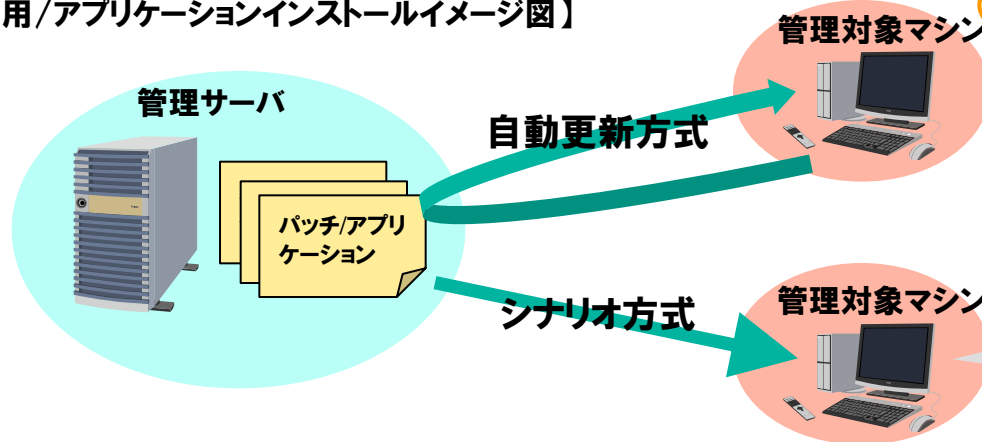 用/アプリケーションインストールイメージ図】
管理対象マシン
管理サーバ
自動更新方式
パッチ/アプリ
ケーション
管理対象マシン
シナリオ方式